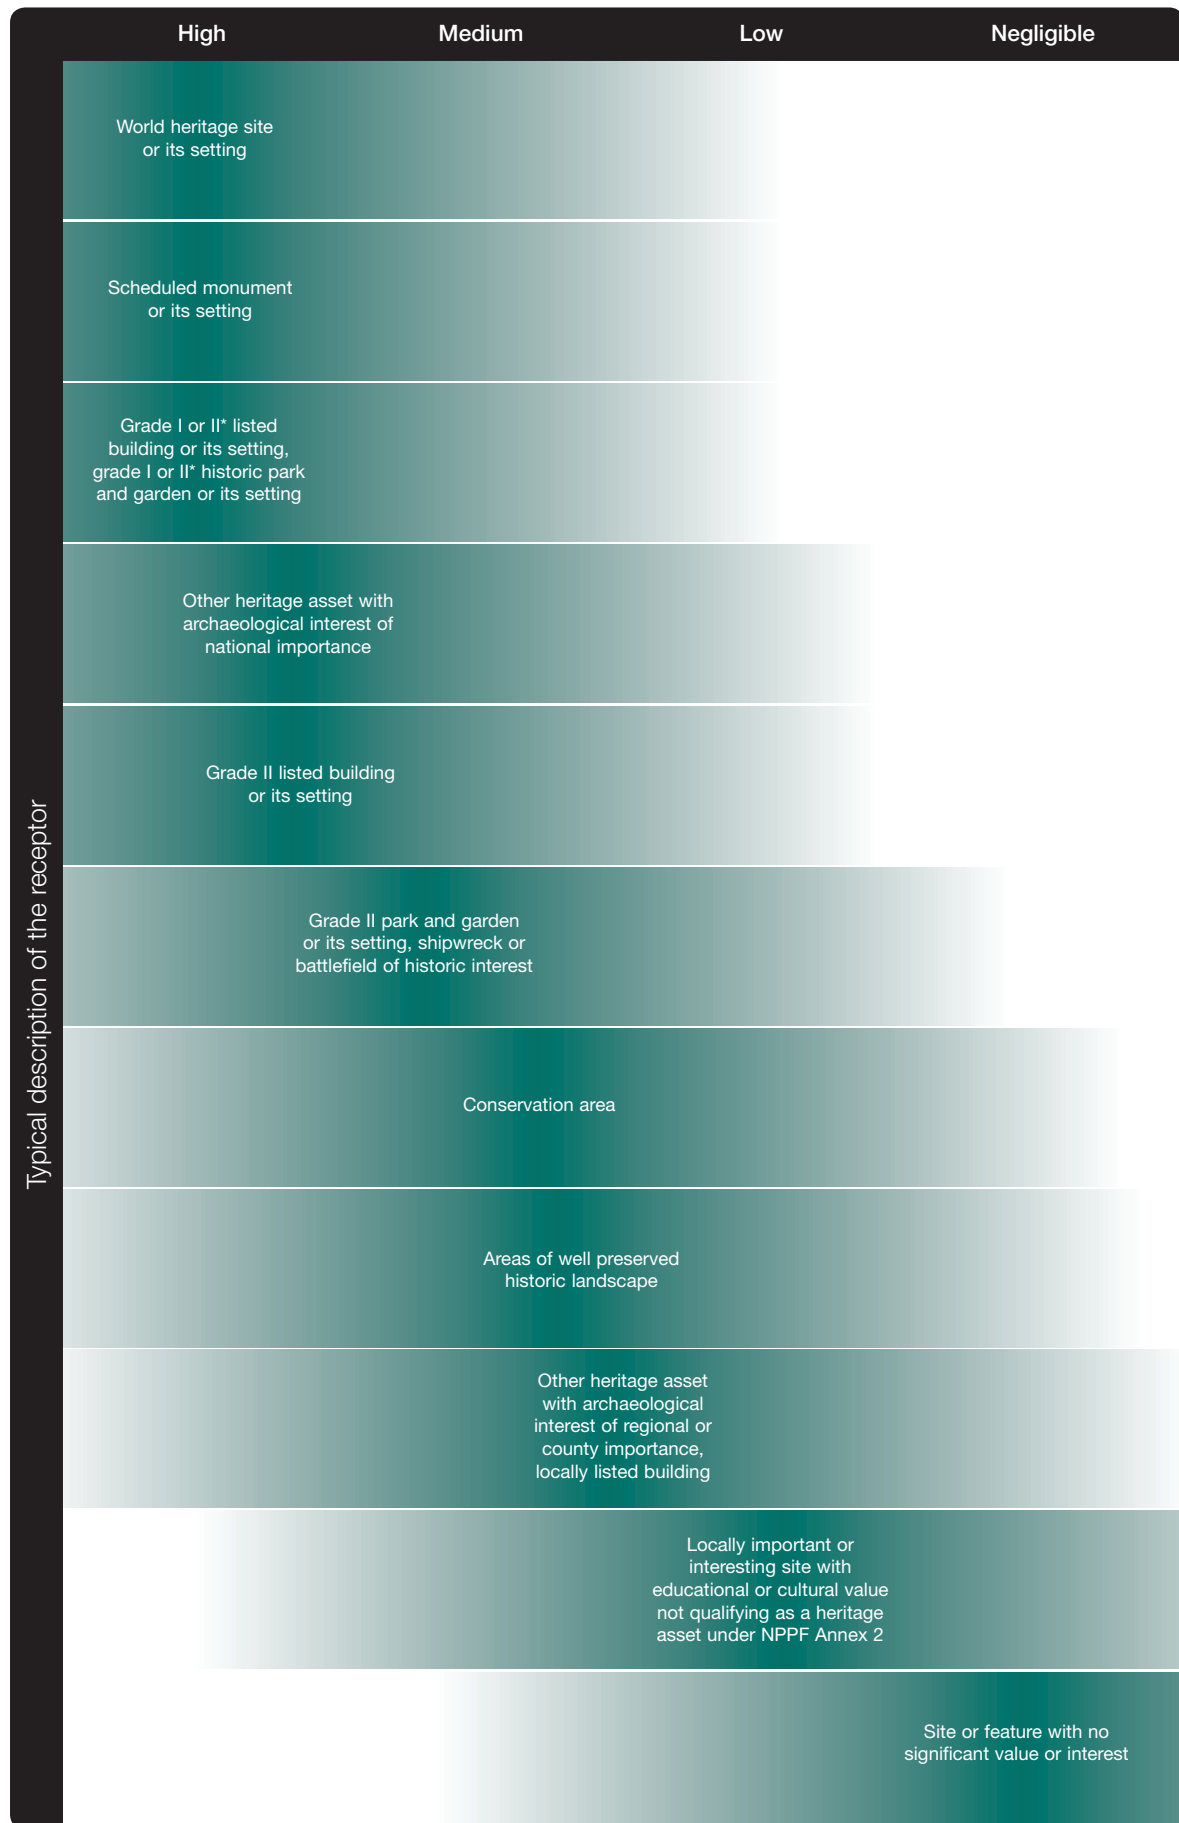 High Medium Low Negligible
Typical description of the receptor
World heritage site
or its setting
Scheduled monument
or its setting
Grade I or II* listed
building or its setting,
grade I or II* historic park
and garden or its setting
Other heritage asset with
archaeological interest of
national importance
Grade II listed building
or its setting
Grade II park and garden
or its setting, shipwreck or
battlefield of historic interest
Conservation area
Areas of well preserved
historic landscape
Other heritage asset
with archaeological
interest of regional or
county importance,
locally listed building
Locally important or
interesting site with
educational or cultural value
not qualifying as a heritage
asset under NPPF Annex 2
Site or feature with no
significant value or interest